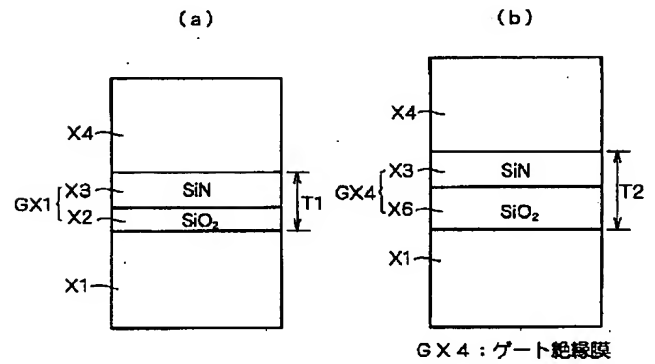 (a)
X4
GX1
X3
SiN
X2
SiO₂
T1
X1
(b)
X4
GX4
X3
SiN
X6
SiO₂
T2
X1
GX4:ゲート絶縁膜